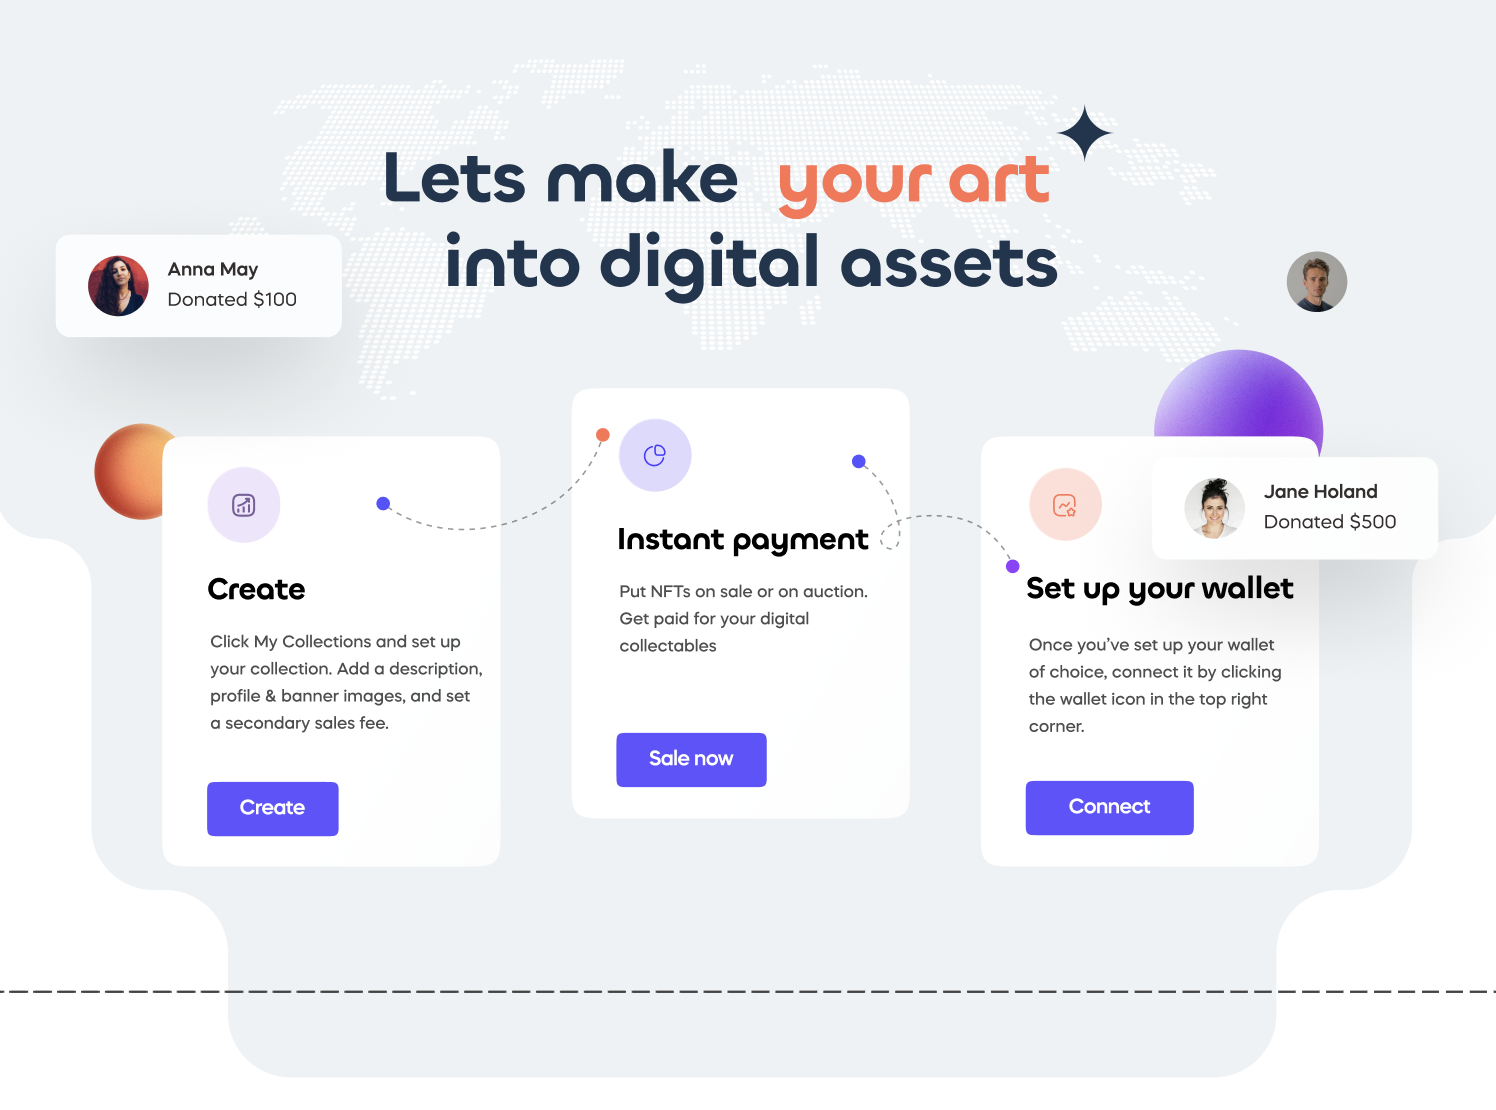 Lets make your art
into digital assets
Anna May
Donated $100
Jane Holand
Donated $500
Create
Click My Collections and set up
your collection. Add a description,
profile & banner images, and set
a secondary sales fee.
Create
Instant payment
Put NFTs on sale or on auction.
Get paid for your digital
collectables
Sale now
Set up your wallet
Once you’ve set up your wallet
of choice, connect it by clicking
the wallet icon in the top right
corner.
Connect